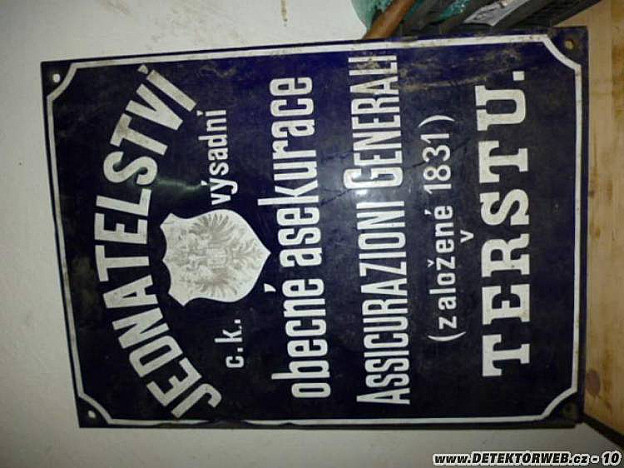 JEDNATELSTVÍ
c.k. výsadní
obecné asekurace
ASSICURAZIONI GENERALI
(založené 1831)
v
TERSTU.
www.DETEKTORWEB.cz - 10